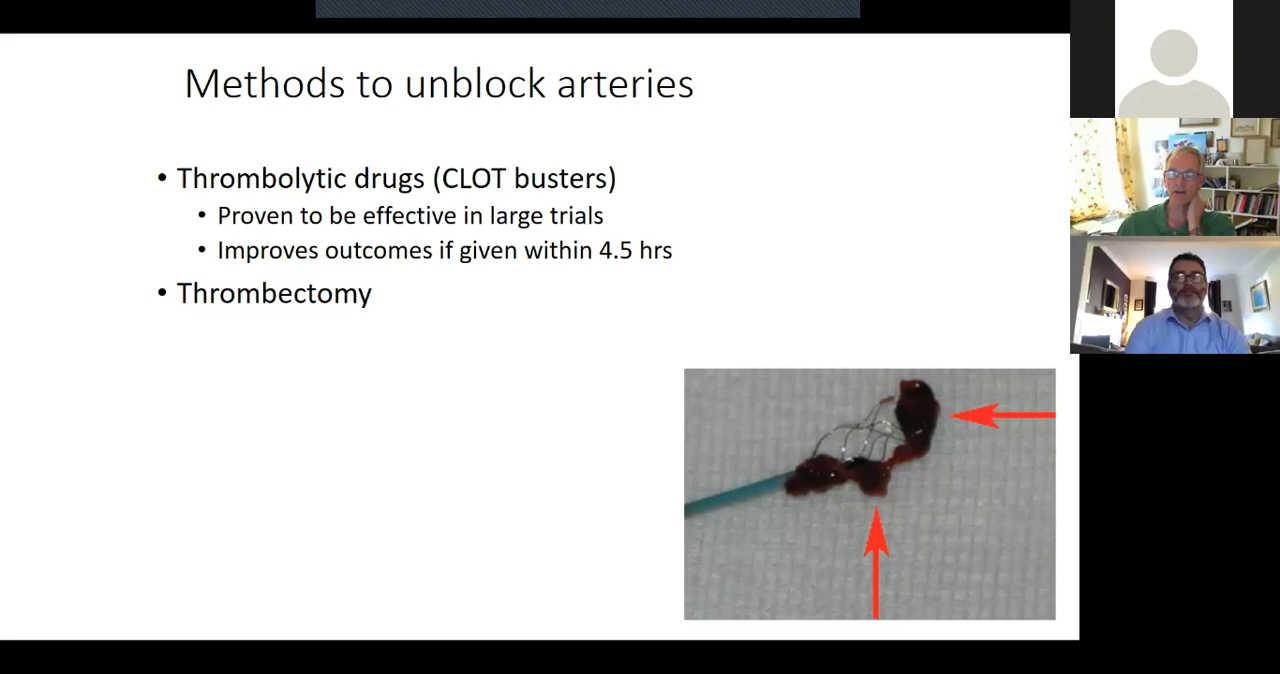 Methods to unblock arteries
• Thrombolytic drugs (CLOT busters)
• Proven to be effective in large trials
• Improves outcomes if given within 4.5 hrs
• Thrombectomy